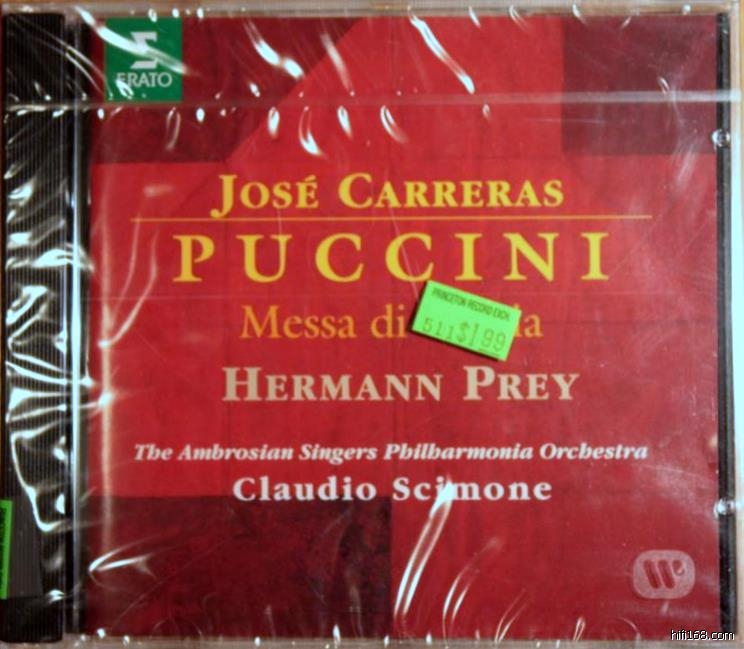 ERATO
JOSÉ CARRERAS
PUCCINI
Messa di
PRINCETON RECORD EXCH.
511 $1.99
HERMANN PREY
The Ambrosian Singers Philharmonia Orchestra
Claudio Scimone
hifi168.com